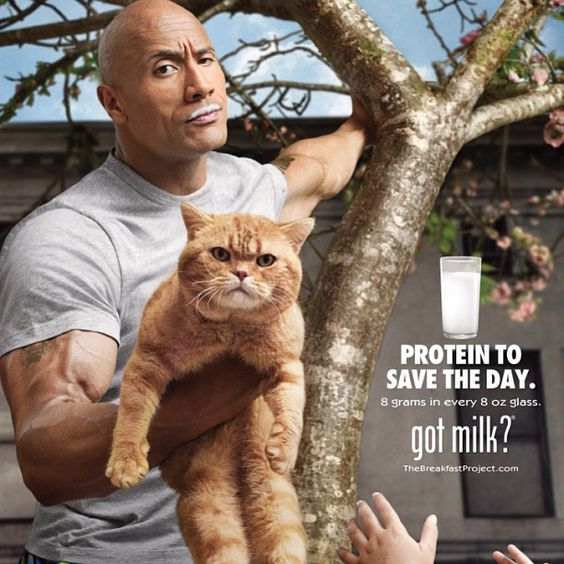 PROTEIN TO
SAVE THE DAY.
8 grams in every 8 oz glass.
got milk?
TheBreakfastProject.com